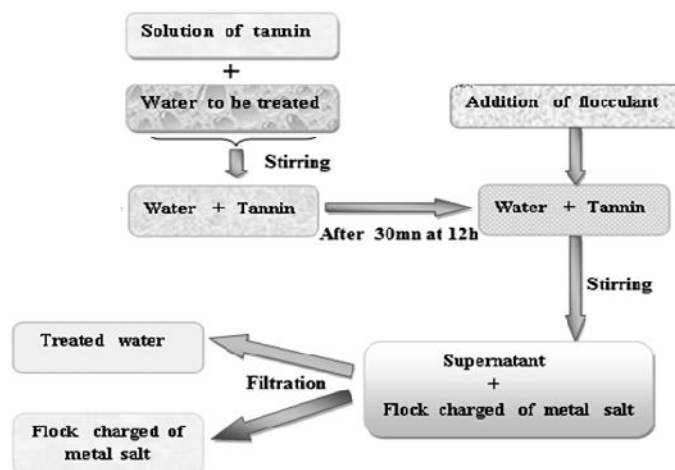 Solution of tannin
+
Water to be treated
Addition of flocculant
Stirring
Water + Tannin
After 30mn at 12h
Water + Tannin
Stirring
Treated water
Filtration
Supernatant
+
Flock charged of metal salt
Flock charged of
metal salt